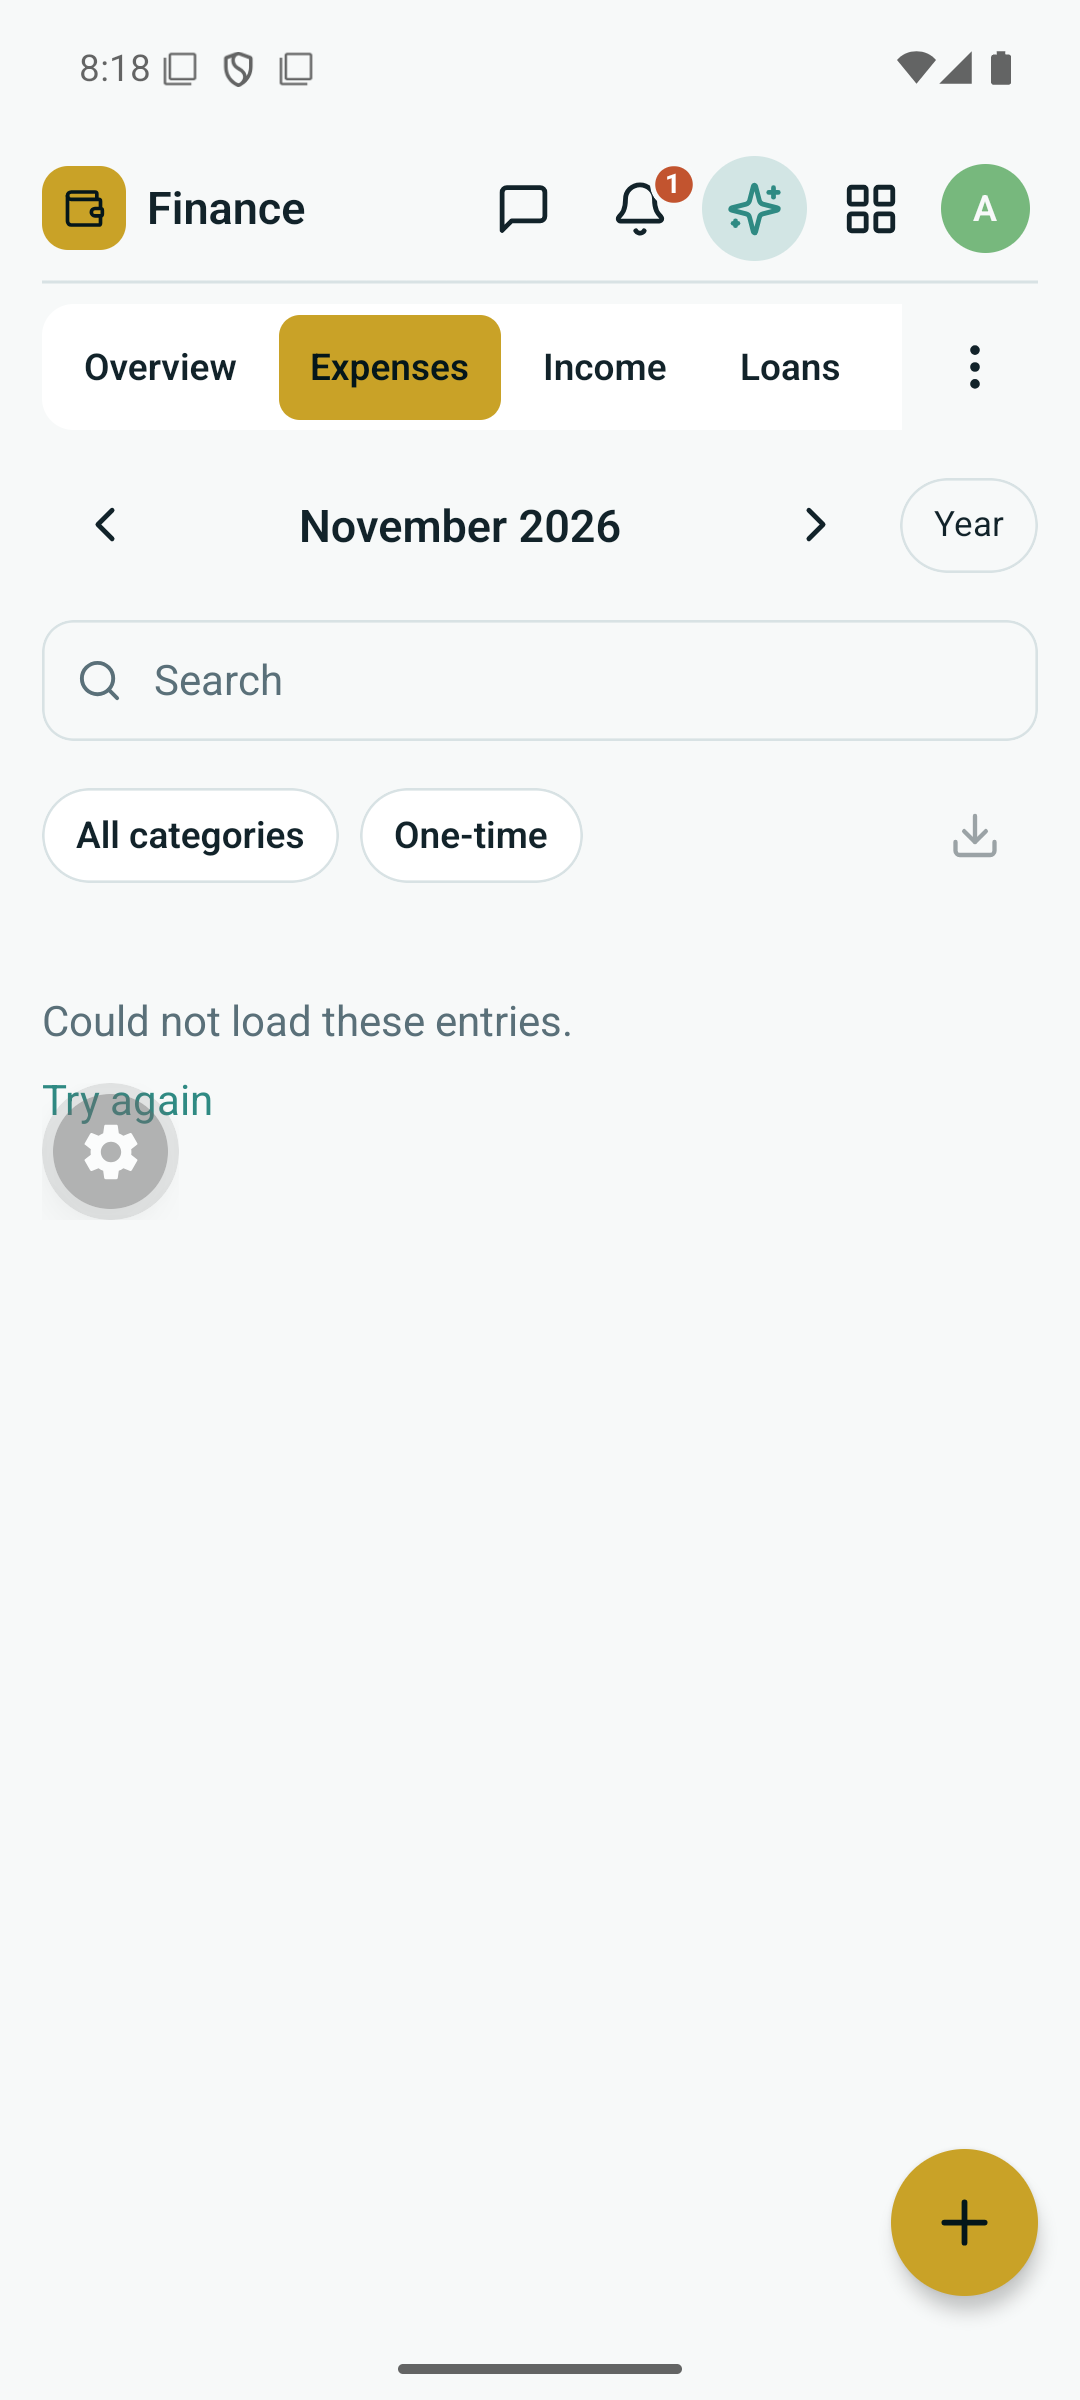 8:18
Finance
1
A
Overview
Expenses
Income
Loans
November 2026
Year
Search
All categories
One-time
Could not load these entries.
Try again